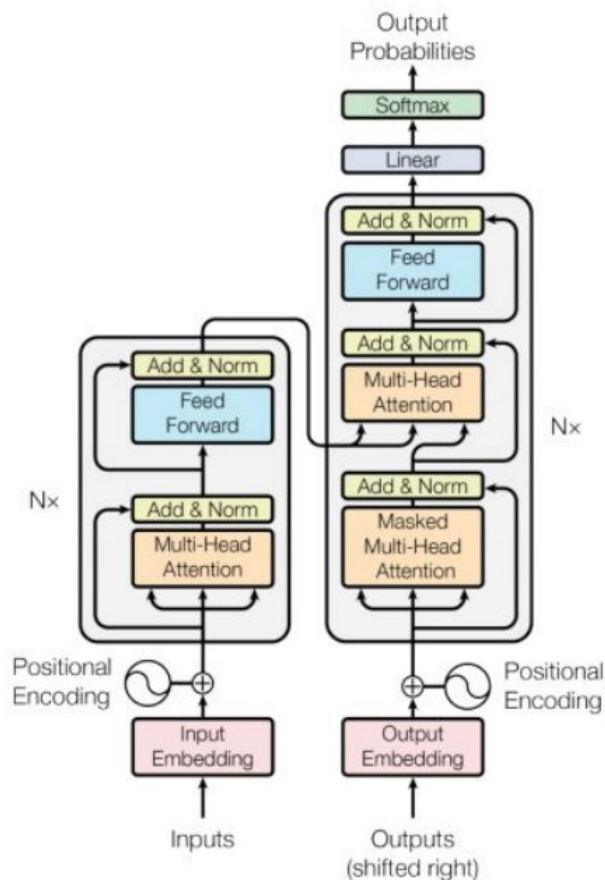 Output
Probabilities
Softmax
Linear
Add & Norm
Feed
Forward
Add & Norm
Multi-Head
Attention
Add & Norm
Masked
Multi-Head
Attention
Nx
Add & Norm
Feed
Forward
Add & Norm
Multi-Head
Attention
Nx
Positional
Encoding
Positional
Encoding
Input
Embedding
Output
Embedding
Inputs
Outputs
(shifted right)